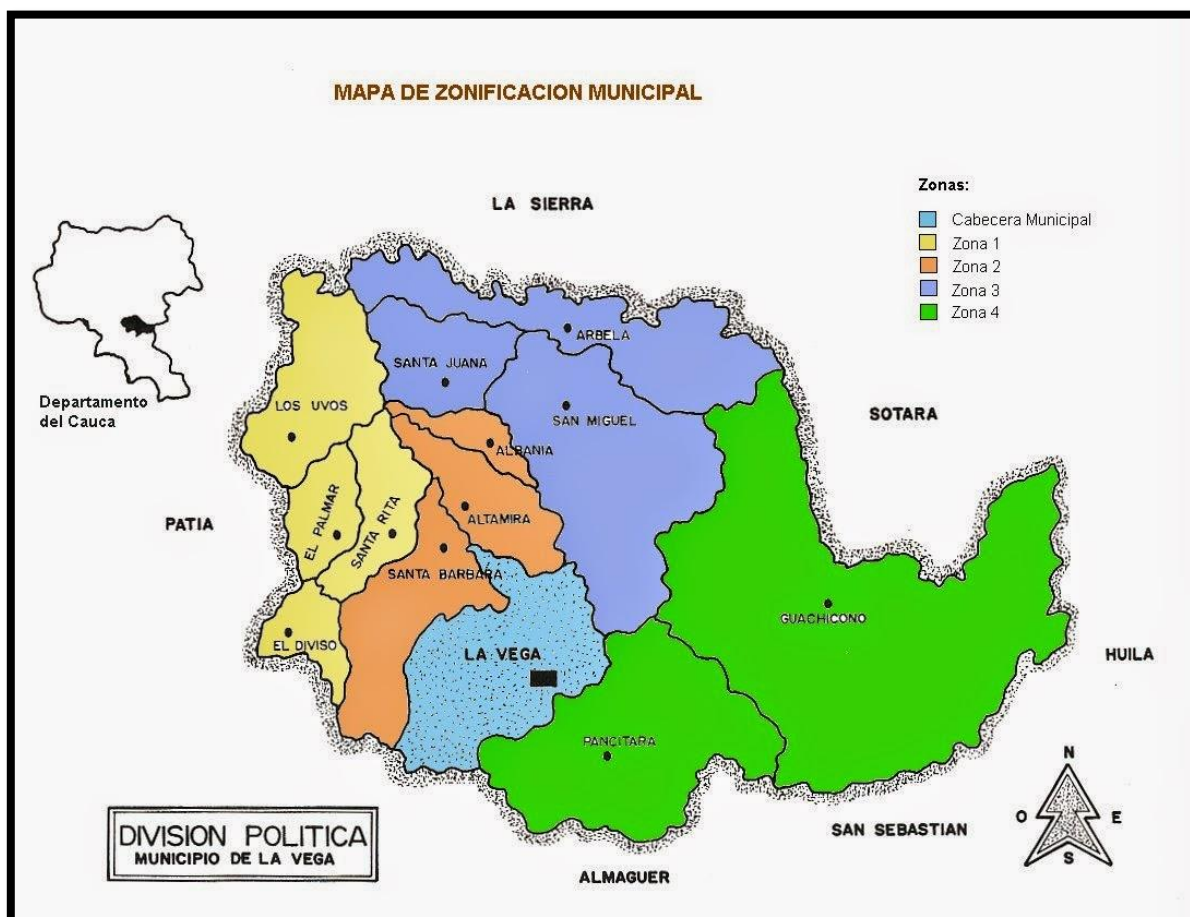 MAPA DE ZONIFICACION MUNICIPAL
LA SIERRA
Zonas:
Cabecera Municipal
Zona 1
Zona 2
Zona 3
Zona 4
Departamento
del Cauca
ARBELA
SANTA JUANA
LOS UVOS
SAN MIGUEL
SOTARA
ALBANIA
PATIA
EL PALMAR
SANTA RITA
ALTAMIRA
SANTA BARBARA
GUACHICONO
EL DIVISO
LA VEGA
HUILA
PANCITARA
N
O
E
S
DIVISION POLITICA
MUNICIPIO DE LA VEGA
SAN SEBASTIAN
ALMAGUER